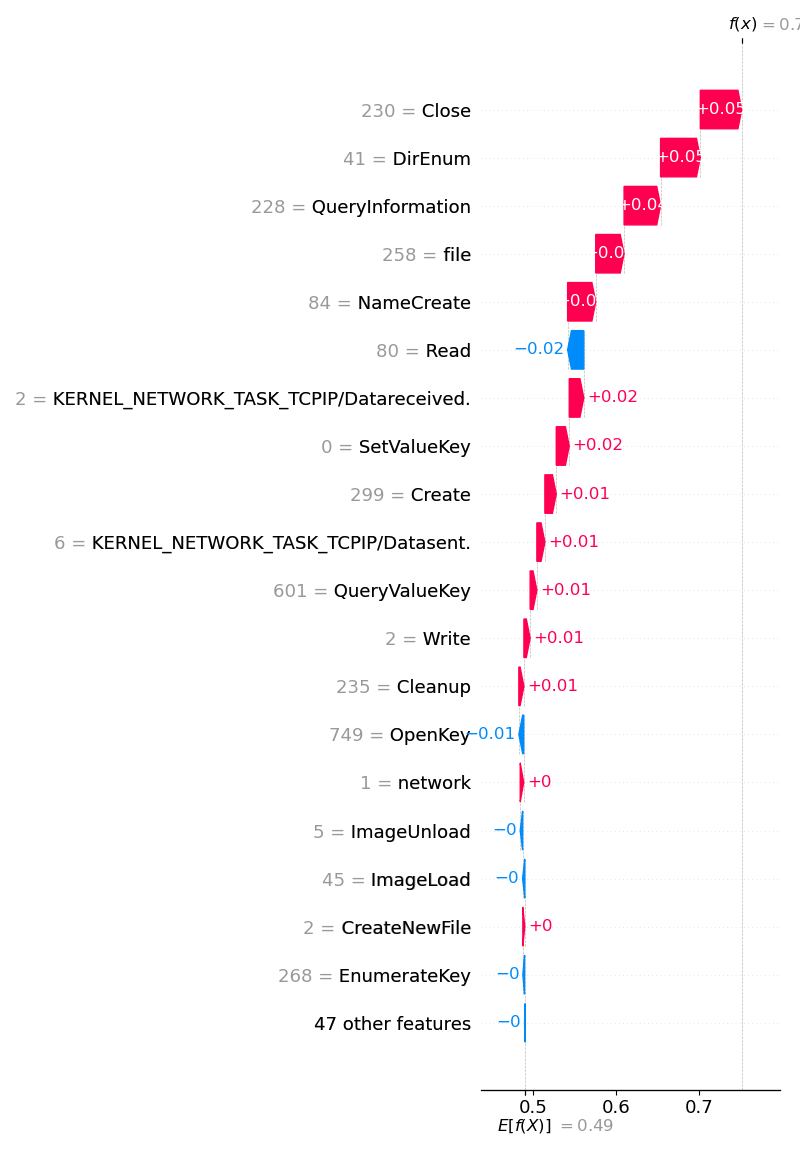 f(x) = 0.7
230 = Close
+0.05
41 = DirEnum
+0.05
228 = QueryInformation
+0.04
258 = file
84 = NameCreate
80 = Read
−0.02
2 = KERNEL_NETWORK_TASK_TCPIP/Datareceived.
+0.02
0 = SetValueKey
+0.02
299 = Create
+0.01
6 = KERNEL_NETWORK_TASK_TCPIP/Datasent.
+0.01
601 = QueryValueKey
+0.01
2 = Write
+0.01
235 = Cleanup
+0.01
749 = OpenKey
−0.01
1 = network
+0
5 = ImageUnload
−0
45 = ImageLoad
−0
2 = CreateNewFile
+0
268 = EnumerateKey
−0
47 other features
−0
0.5 0.6 0.7
E[f(X)] = 0.49